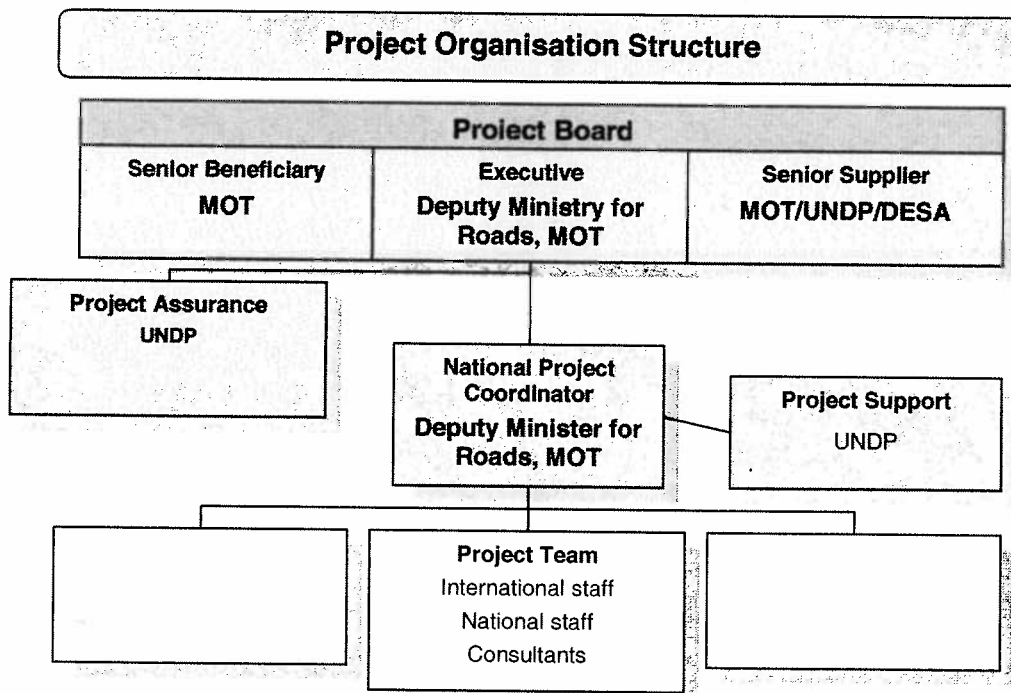 Project Organisation Structure
Project Board
Senior Beneficiary
MOT
Executive
Deputy Ministry for
Roads, MOT
Senior Supplier
MOT/UNDP/DESA
Project Assurance
UNDP
National Project
Coordinator
Deputy Minister for
Roads, MOT
Project Support
UNDP
Project Team
International staff
National staff
Consultants